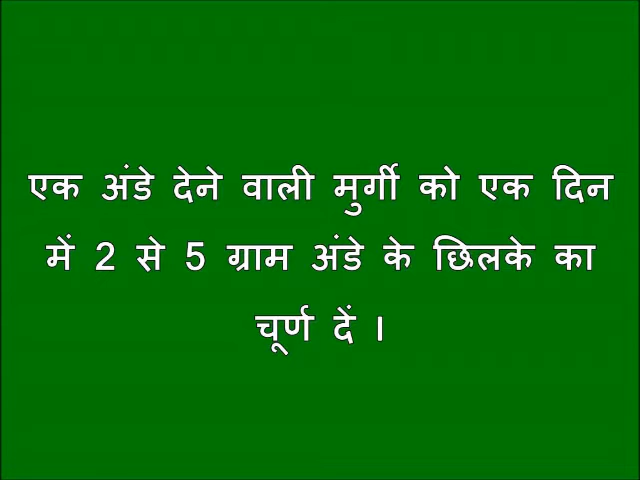 एक अंडे देने वाली मुर्गी को एक दिन
में 2 से 5 ग्राम अंडे के छिलके का
चूर्ण दें ।